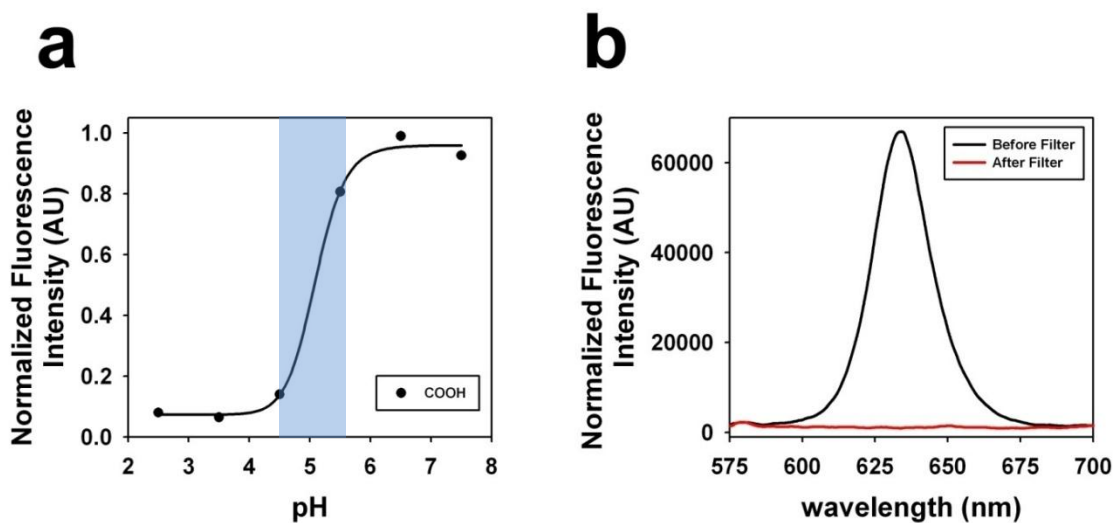 a
Normalized Fluorescence
Intensity (AU)
1.0
0.8
0.6
0.4
0.2
0.0
COOH
2 3 4 5 6 7 8
pH
b
Normalized Fluorescence
Intensity (AU)
60000
40000
20000
0
Before Filter
After Filter
575 600 625 650 675 700
wavelength (nm)